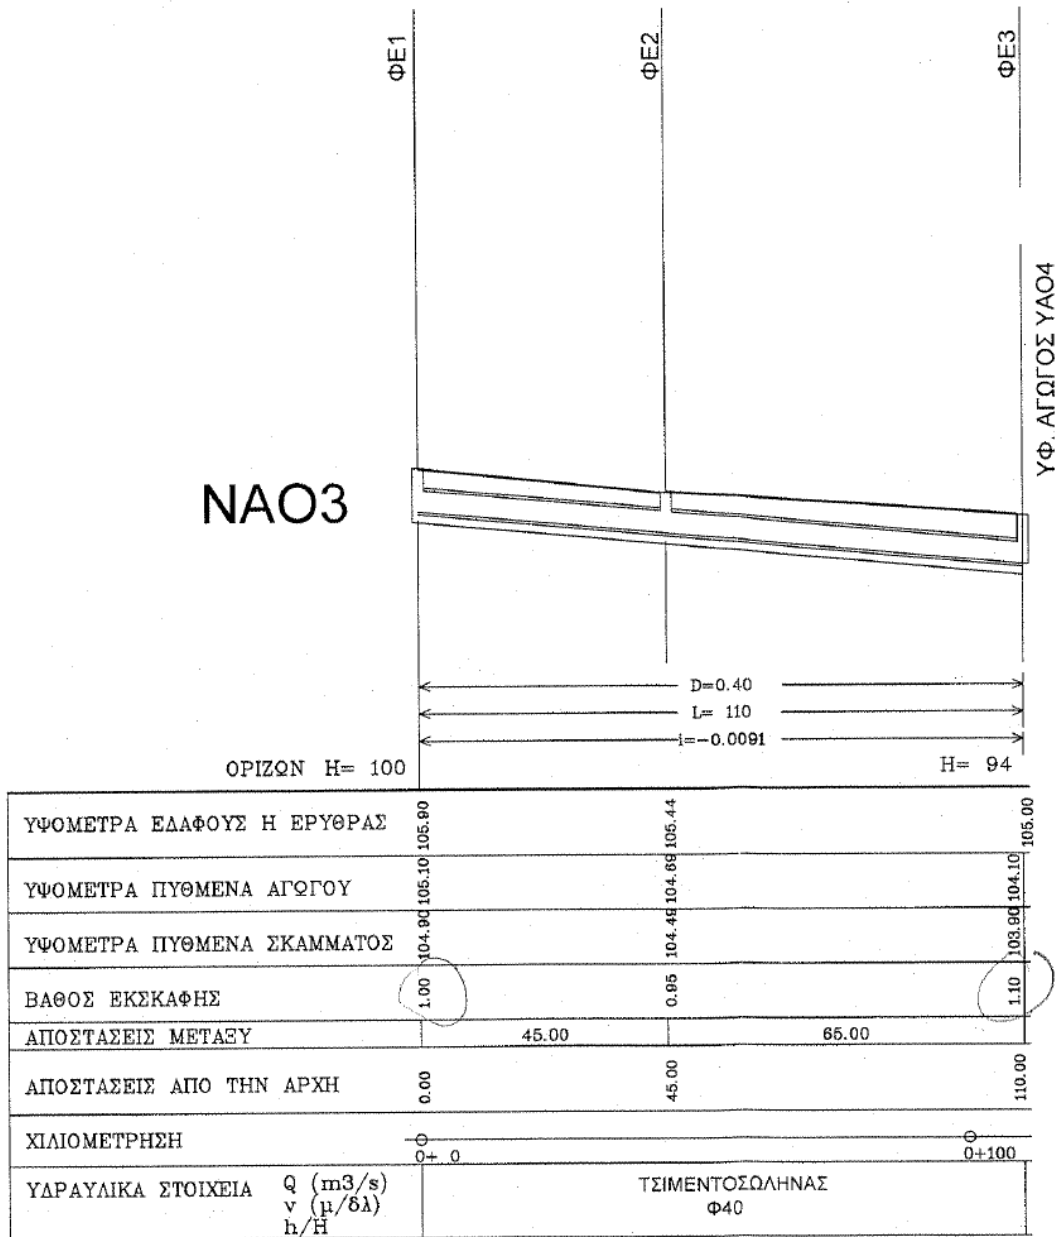 ΦΕ1
ΦΕ2
ΦΕ3
ΥΦ. ΑΓΩΓΟΣ ΥΑΟ4
ΝΑΟ3
D=0.40
L= 110
i=-0.0091
ΟΡΙΖΩΝ H= 100
H= 94
ΥΨΟΜΕΤΡΑ ΕΔΑΦΟΥΣ Η ΕΡΥΘΡΑΣ 105.90 105.44 105.00
ΥΨΟΜΕΤΡΑ ΠΥΘΜΕΝΑ ΑΓΩΓΟΥ 105.10 104.69 104.10
ΥΨΟΜΕΤΡΑ ΠΥΘΜΕΝΑ ΣΚΑΜΜΑΤΟΣ 104.90 104.49 103.90
ΒΑΘΟΣ ΕΚΣΚΑΦΗΣ 1.00 0.95 1.10
ΑΠΟΣΤΑΣΕΙΣ ΜΕΤΑΞΥ 45.00 65.00
ΑΠΟΣΤΑΣΕΙΣ ΑΠΟ ΤΗΝ ΑΡΧΗ 0.00 45.00 110.00
ΧΙΛΙΟΜΕΤΡΗΣΗ 0+ 0 0+100
ΥΔΡΑΥΛΙΚΑ ΣΤΟΙΧΕΙΑ Q (m3/s)
v (μ/δλ)
h/H
ΤΣΙΜΕΝΤΟΣΩΛΗΝΑΣ
Φ40